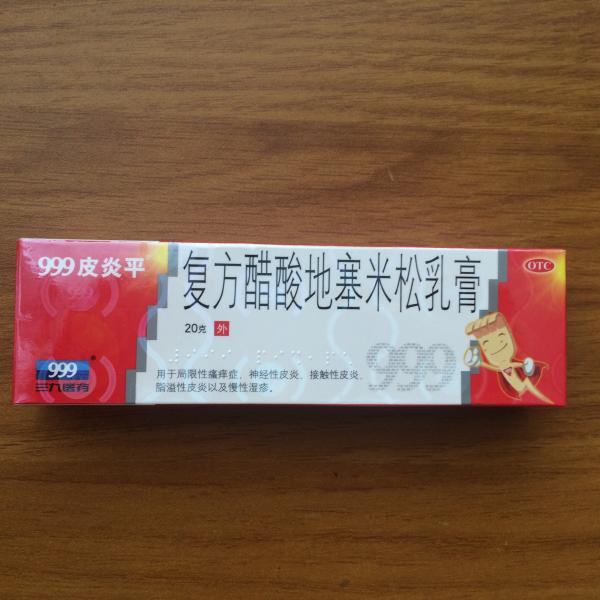 999皮炎平
复方醋酸地塞米松乳膏
OTC
20克 外
999
999®
三九医药
用于局限性瘙痒症、神经性皮炎、接触性皮炎、
脂溢性皮炎以及慢性湿疹。